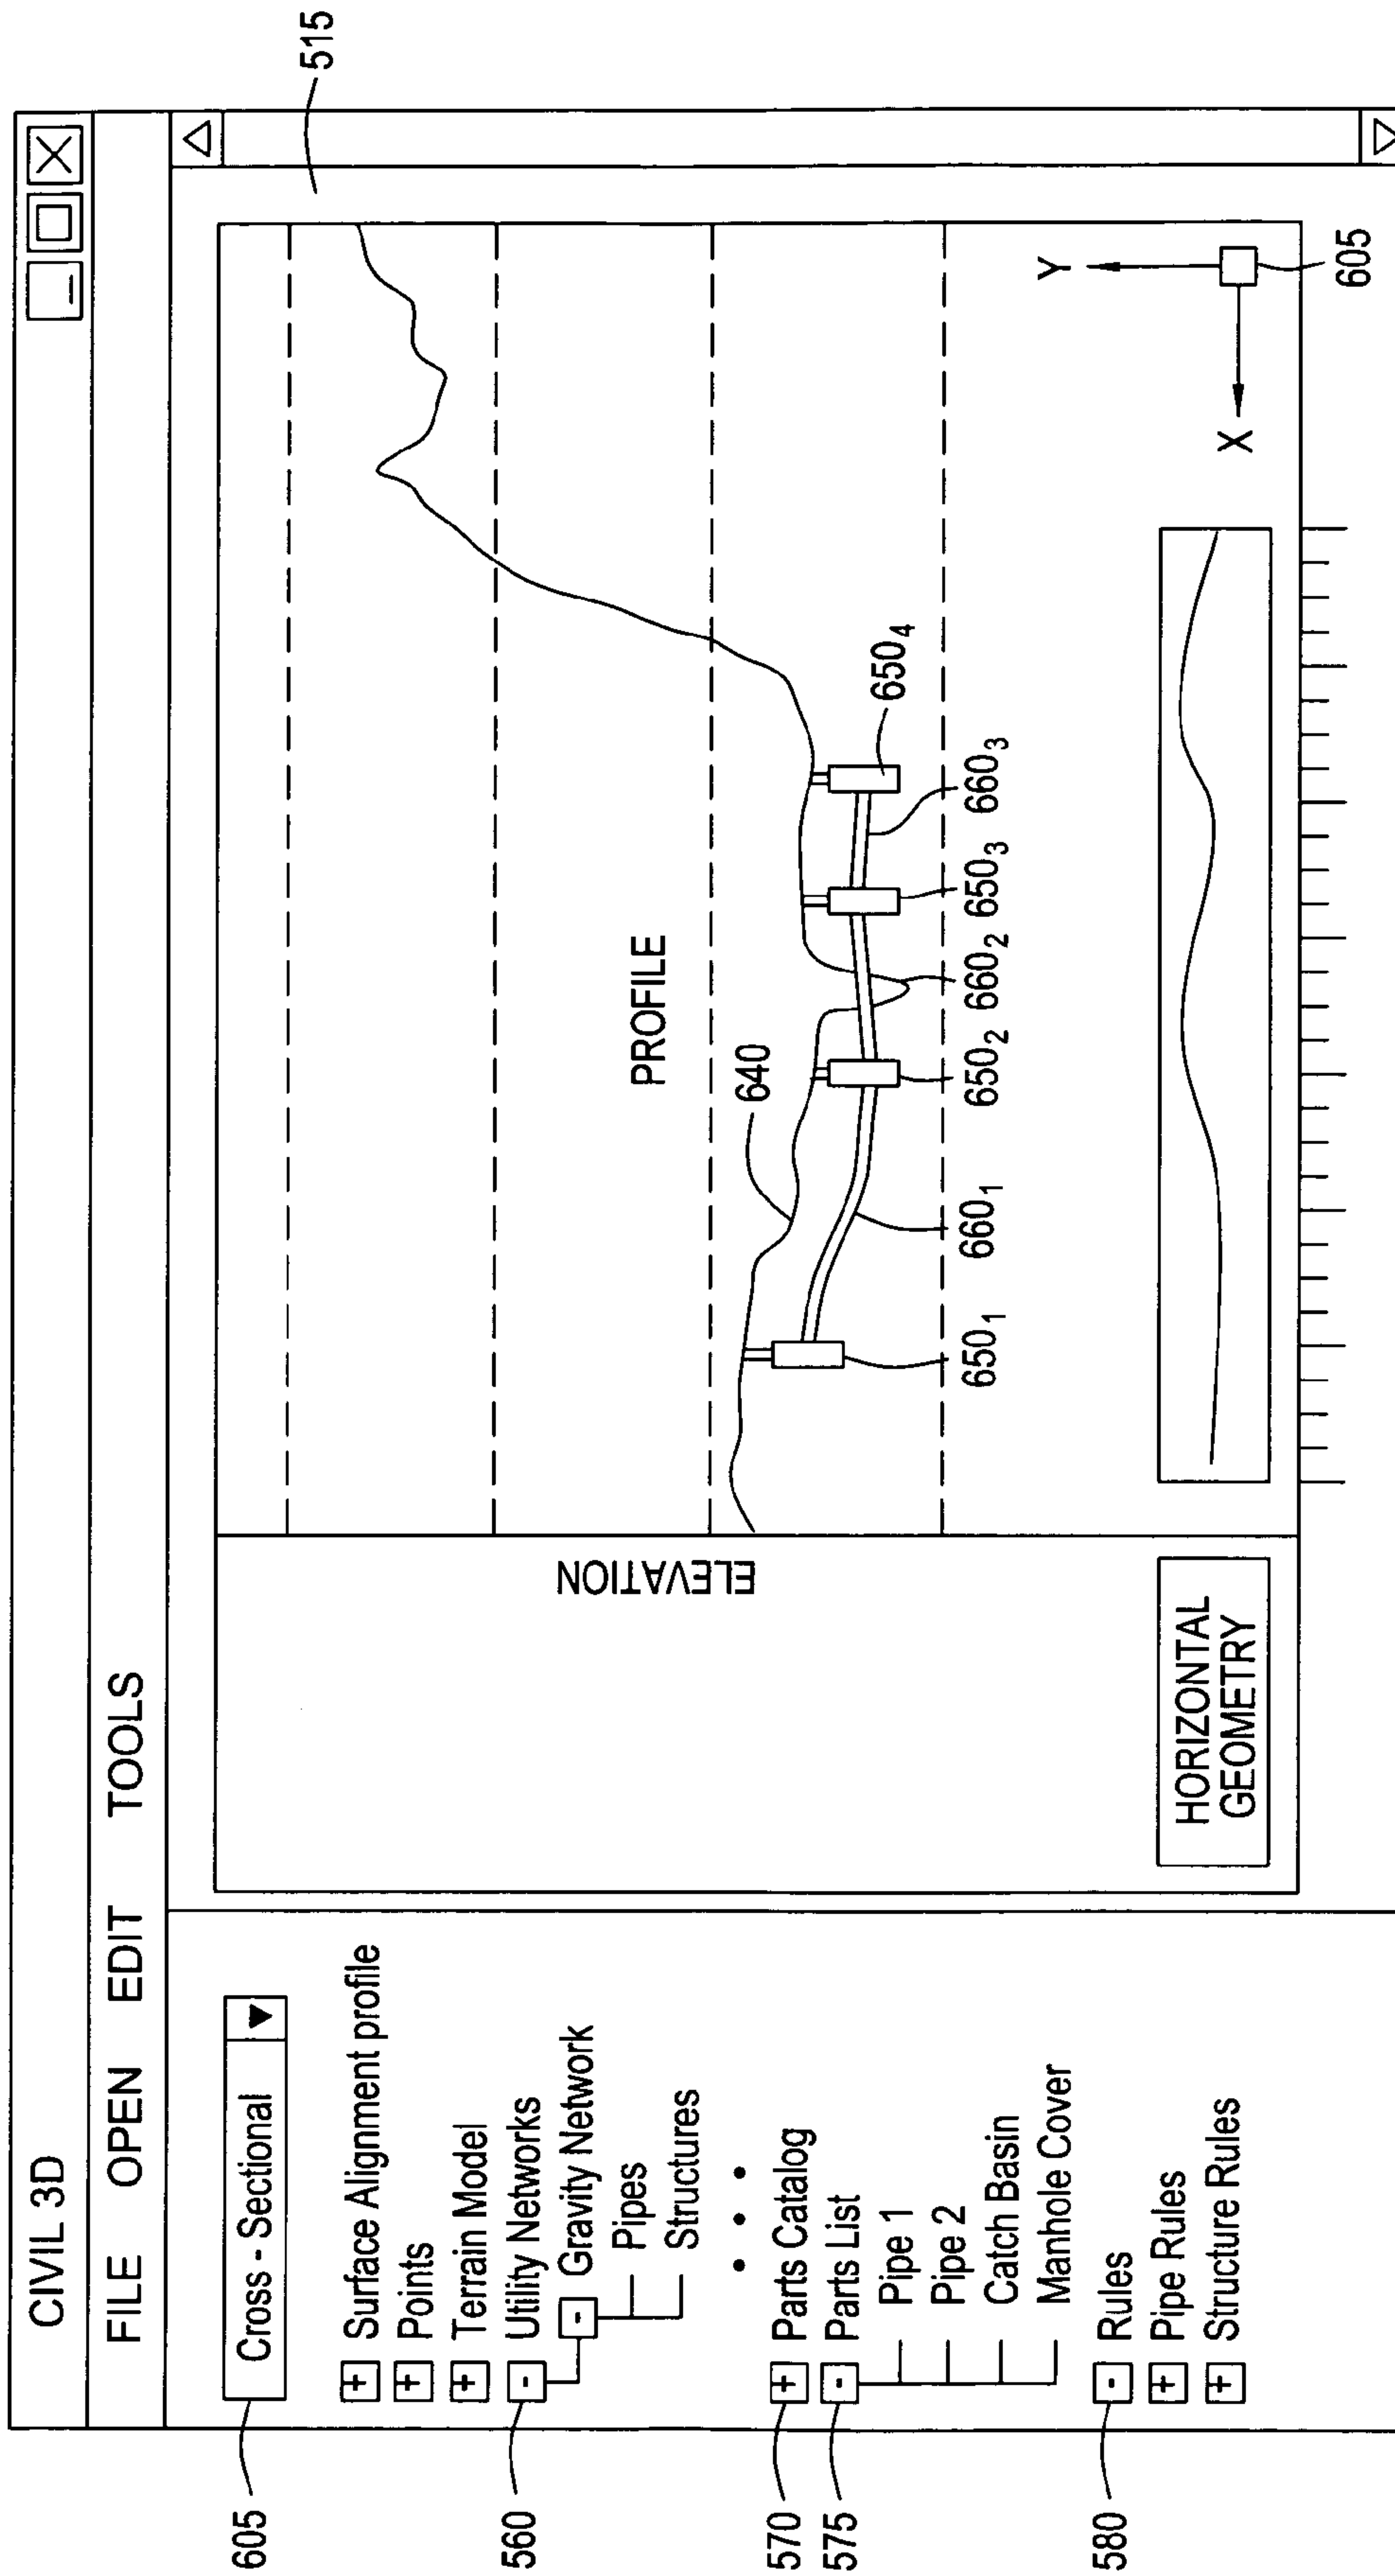 CIVIL 3D
FILE OPEN EDIT TOOLS
605
Cross - Sectional
515
Surface Alignment profile
Points
Terrain Model
560
Utility Networks
Gravity Network
Pipes
Structures
• • •
570
Parts Catalog
575
Parts List
Pipe 1
Pipe 2
Catch Basin
Manhole Cover
580
Rules
Pipe Rules
Structure Rules
ELEVATION
PROFILE
640
650₁
660₁
650₂
660₂
650₃
660₃
650₄
Y
X
605
HORIZONTAL
GEOMETRY